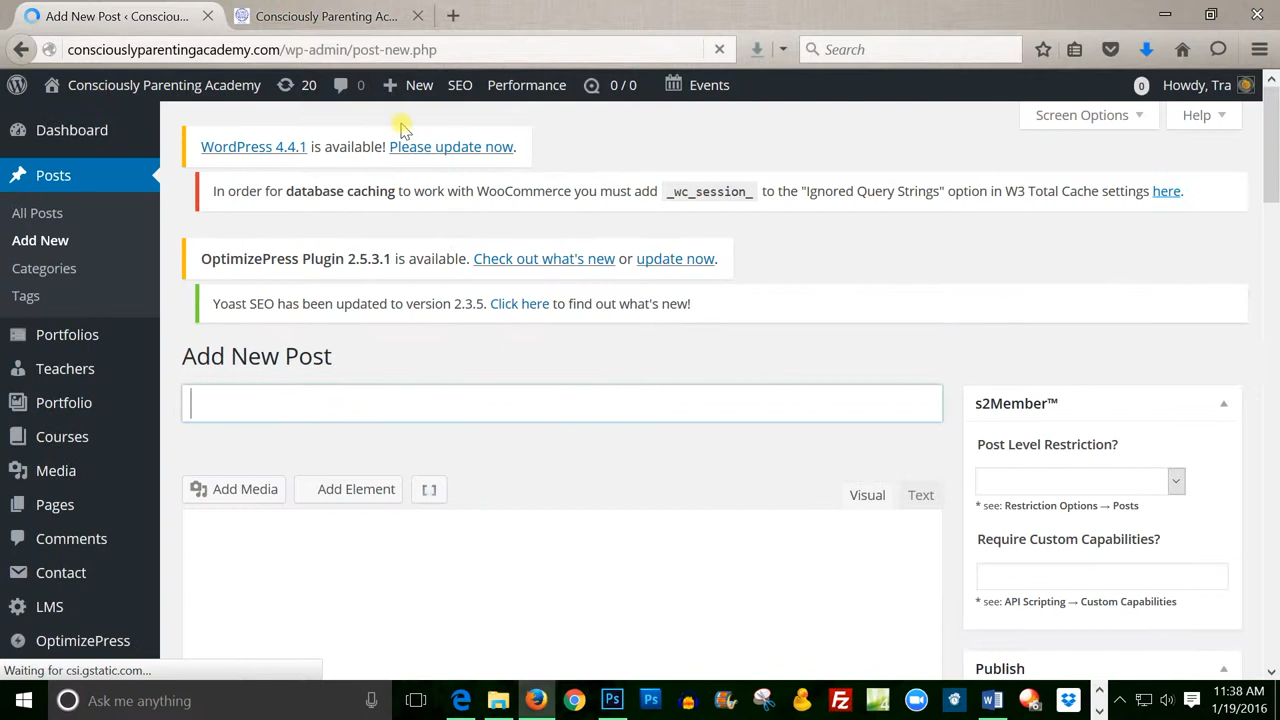 Add New Post ‹ Consciou...
Consciously Parenting Ac...
consciouslyparentingacademy.com/wp-admin/post-new.php
Search
Consciously Parenting Academy
20
0
New
SEO
Performance
0 / 0
Events
0
Howdy, Tra
Screen Options
Help
Dashboard
Posts
All Posts
Add New
Categories
Tags
Portfolios
Teachers
Portfolio
Courses
Media
Pages
Comments
Contact
LMS
OptimizePress
WordPress 4.4.1 is available! Please update now.
In order for database caching to work with WooCommerce you must add _wc_session_ to the "Ignored Query Strings" option in W3 Total Cache settings here.
OptimizePress Plugin 2.5.3.1 is available. Check out what's new or update now.
Yoast SEO has been updated to version 2.3.5. Click here to find out what's new!
Add New Post
Add Media
Add Element
[ ]
Visual
Text
s2Member™
Post Level Restriction?
* see: Restriction Options → Posts
Require Custom Capabilities?
* see: API Scripting → Custom Capabilities
Publish
Waiting for csi.gstatic.com...
Ask me anything
11:38 AM
1/19/2016